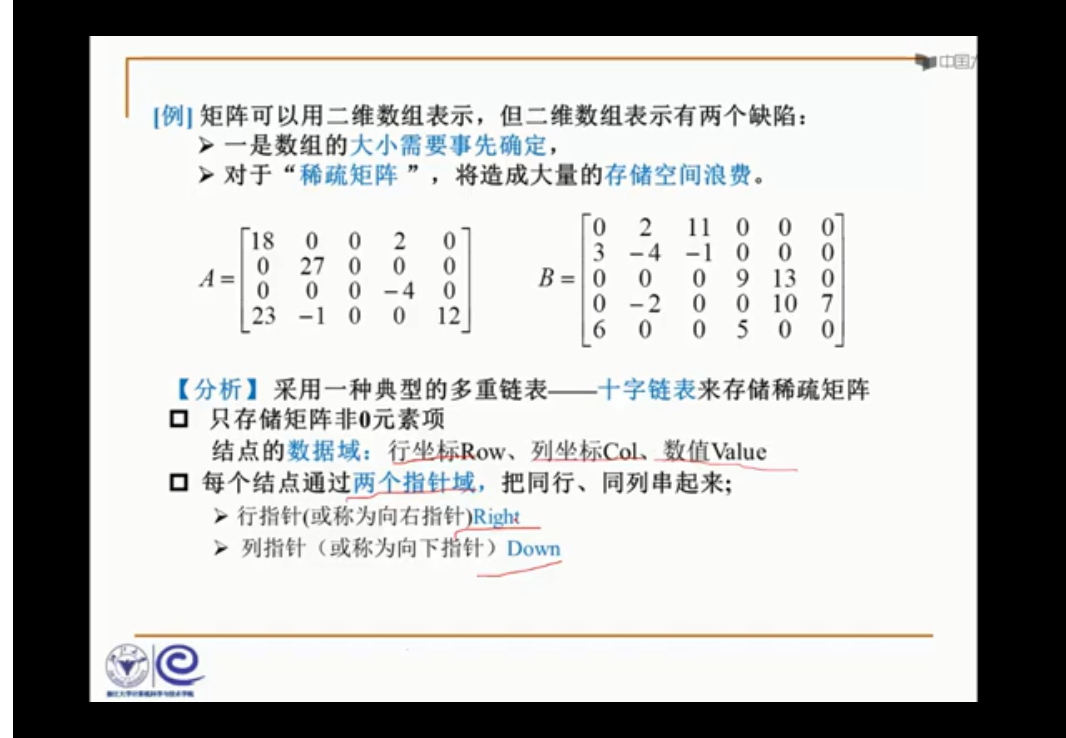 中国大
[例] 矩阵可以用二维数组表示，但二维数组表示有两个缺陷：
➢ 一是数组的大小需要事先确定，
➢ 对于“稀疏矩阵 ”，将造成大量的存储空间浪费。
A =
18 0 0 2 0
0 27 0 0 0
0 0 0 −4 0
23 −1 0 0 12
B =
0 2 11 0 0 0
3 −4 −1 0 0 0
0 0 0 9 13 0
0 −2 0 0 10 7
6 0 0 5 0 0
【分析】 采用一种典型的多重链表——十字链表来存储稀疏矩阵
□ 只存储矩阵非0元素项
结点的数据域：行坐标Row、列坐标Col、数值Value
□ 每个结点通过两个指针域，把同行、同列串起来;
➢ 行指针(或称为向右指针)Right
➢ 列指针（或称为向下指针）Down
浙江大学计算机科学与技术学院